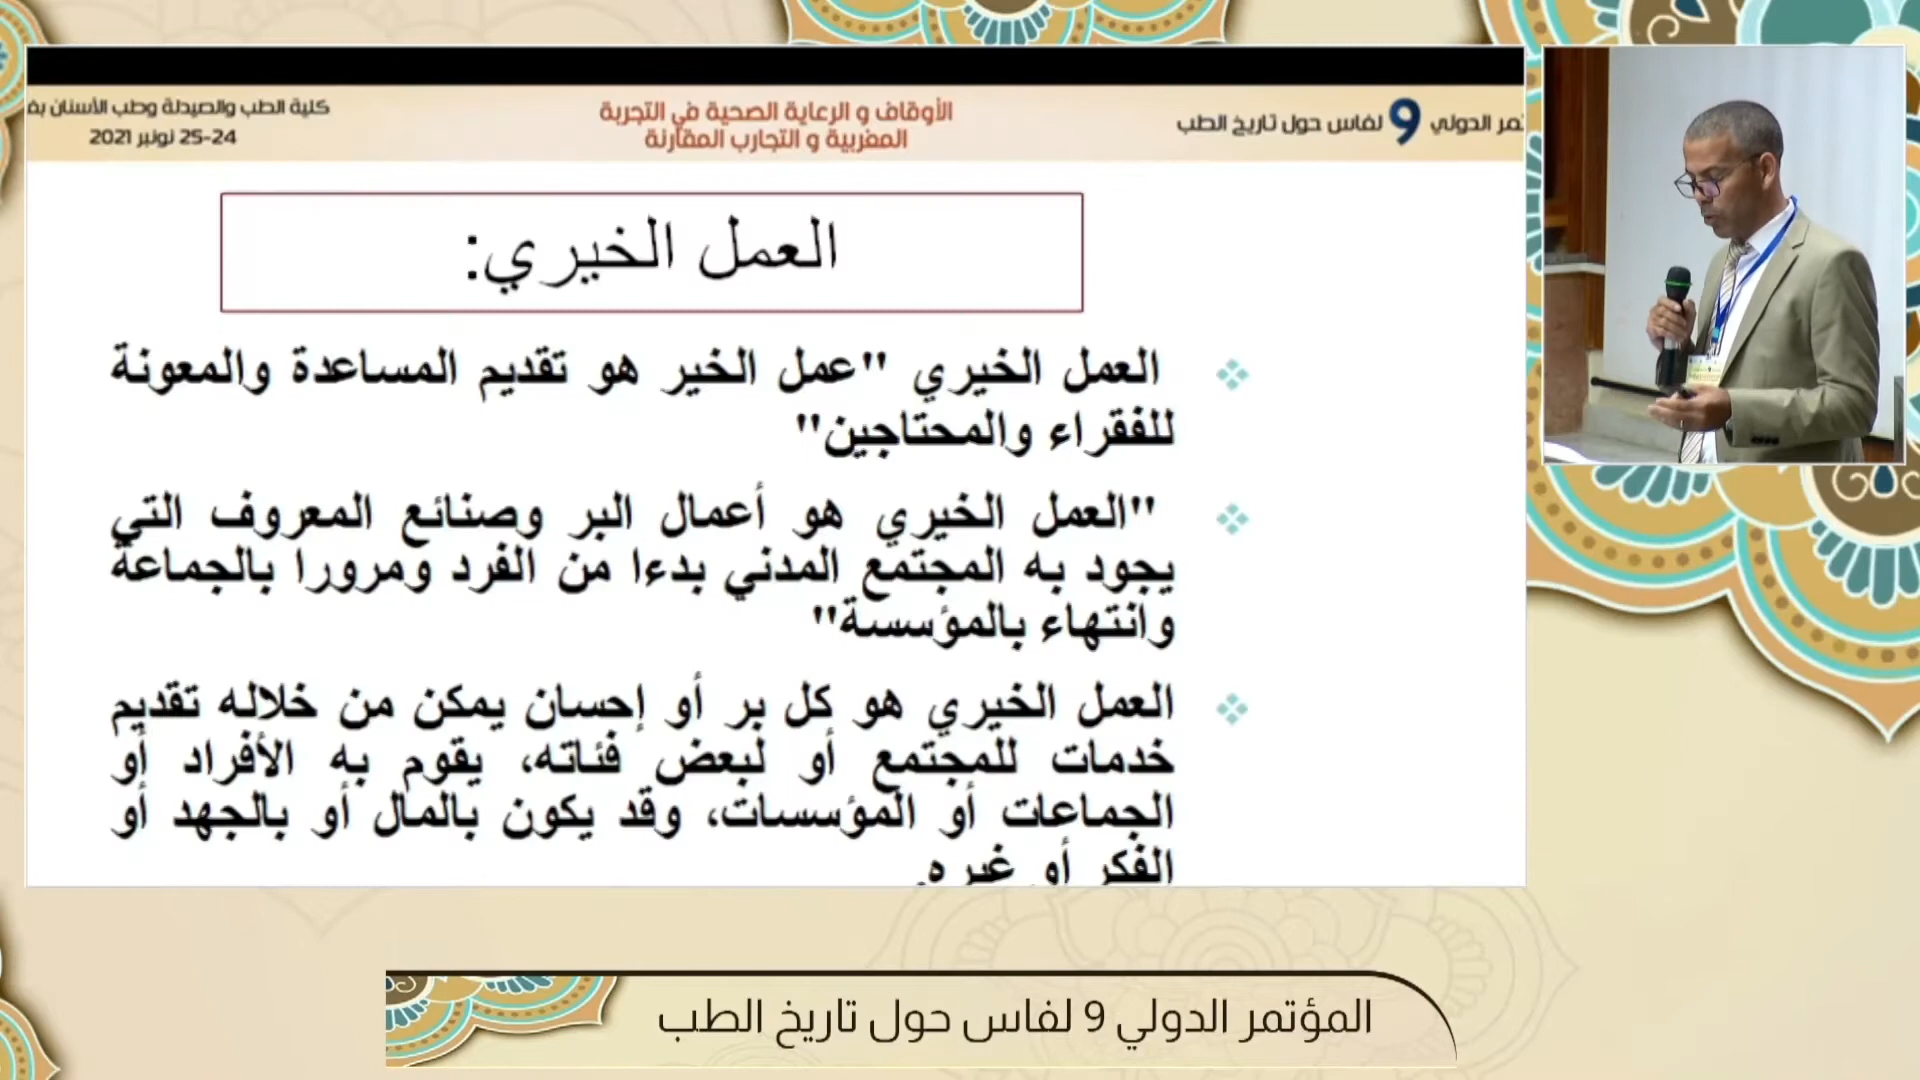 المؤتمر الدولي 9 لفاس حول تاريخ الطب
الأوقاف و الرعاية الصحية في التجربة
المغربية و التجارب المقارنة
كلية الطب والصيدلة وطب الأسنان
24-25 نونبر 2021
العمل الخيري:
العمل الخيري "عمل الخير هو تقديم المساعدة والمعونة
للفقراء والمحتاجين"
"العمل الخيري هو أعمال البر وصنائع المعروف التي
يجود به المجتمع المدني بدءا من الفرد ومرورا بالجماعة
وانتهاء بالمؤسسة"
العمل الخيري هو كل بر أو إحسان يمكن من خلاله تقديم
خدمات للمجتمع أو لبعض فئاته، يقوم به الأفراد أو
الجماعات أو المؤسسات، وقد يكون بالمال أو بالجهد أو
الفكر أو غيره.
المؤتمر الدولي 9 لفاس حول تاريخ الطب